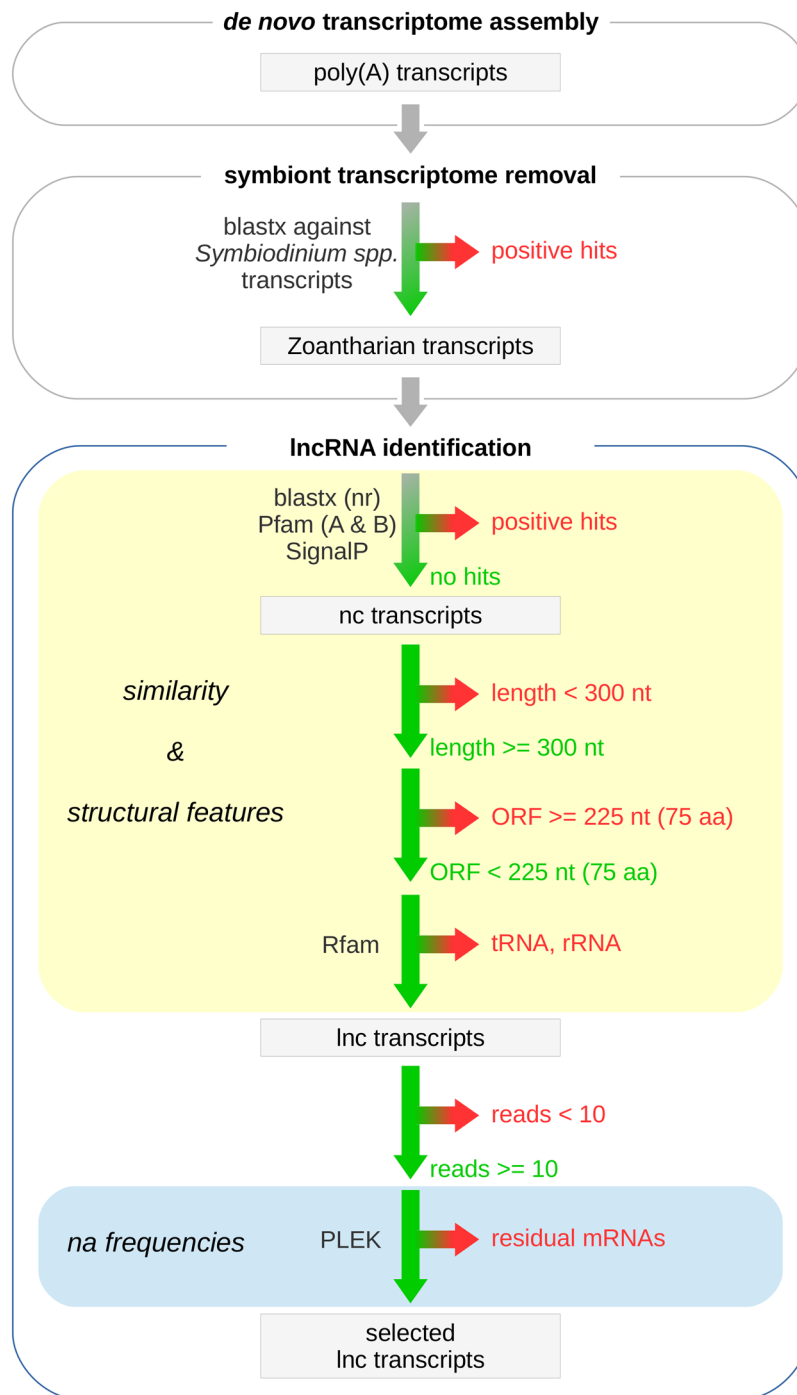 de novo transcriptome assembly
poly(A) transcripts
symbiont transcriptome removal
blastx against
Symbiodinium spp.
transcripts
positive hits
Zoantharian transcripts
lncRNA identification
blastx (nr)
Pfam (A & B)
SignalP
positive hits
no hits
nc transcripts
similarity
&
structural features
length < 300 nt
length >= 300 nt
ORF >= 225 nt (75 aa)
ORF < 225 nt (75 aa)
Rfam
tRNA, rRNA
lnc transcripts
reads < 10
reads >= 10
na frequencies
PLEK
residual mRNAs
selected
lnc transcripts